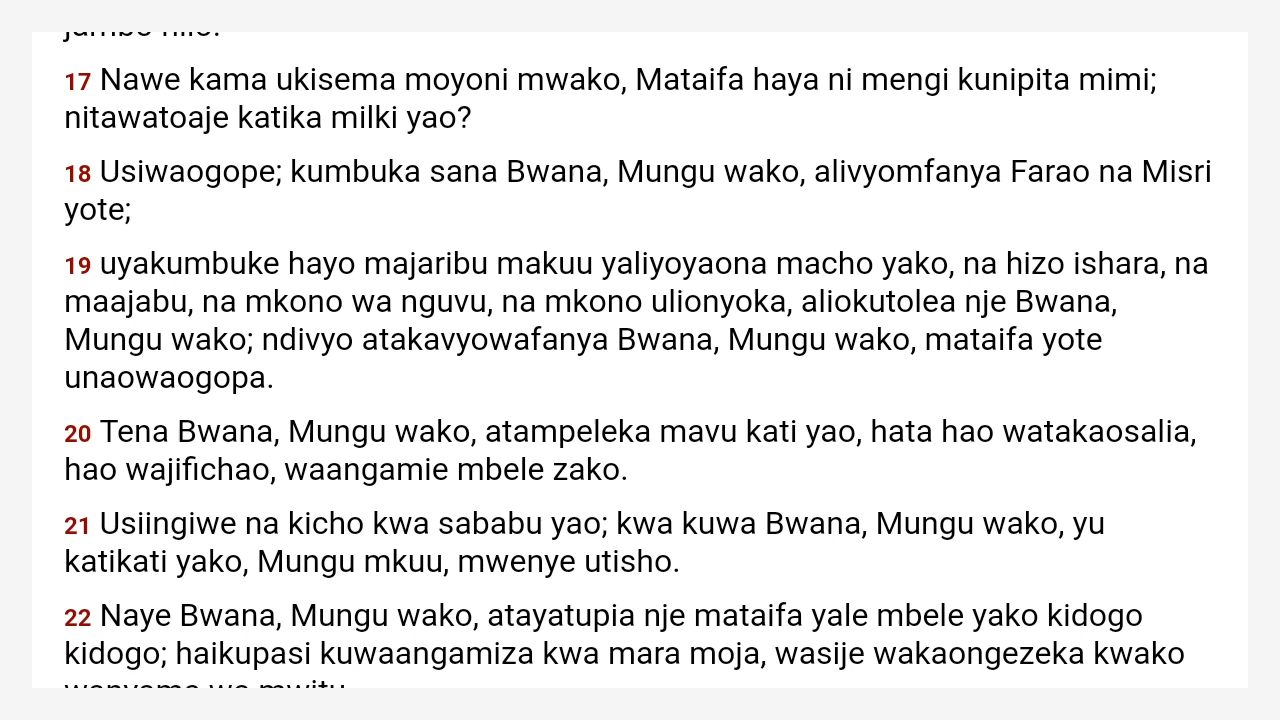 17 Nawe kama ukisema moyoni mwako, Mataifa haya ni mengi kunipita mimi;
nitawatoaje katika milki yao?
18 Usiwaogope; kumbuka sana Bwana, Mungu wako, alivyomfanya Farao na Misri
yote;
19 uyakumbuke hayo majaribu makuu yaliyoyaona macho yako, na hizo ishara, na
maajabu, na mkono wa nguvu, na mkono ulionyoka, aliokutolea nje Bwana,
Mungu wako; ndivyo atakavyowafanya Bwana, Mungu wako, mataifa yote
unaowaogopa.
20 Tena Bwana, Mungu wako, atampeleka mavu kati yao, hata hao watakaosalia,
hao wajifichao, waangamie mbele zako.
21 Usiingiwe na kicho kwa sababu yao; kwa kuwa Bwana, Mungu wako, yu
katikati yako, Mungu mkuu, mwenye utisho.
22 Naye Bwana, Mungu wako, atayatupia nje mataifa yale mbele yako kidogo
kidogo; haikupasi kuwaangamiza kwa mara moja, wasije wakaongezeka kwako